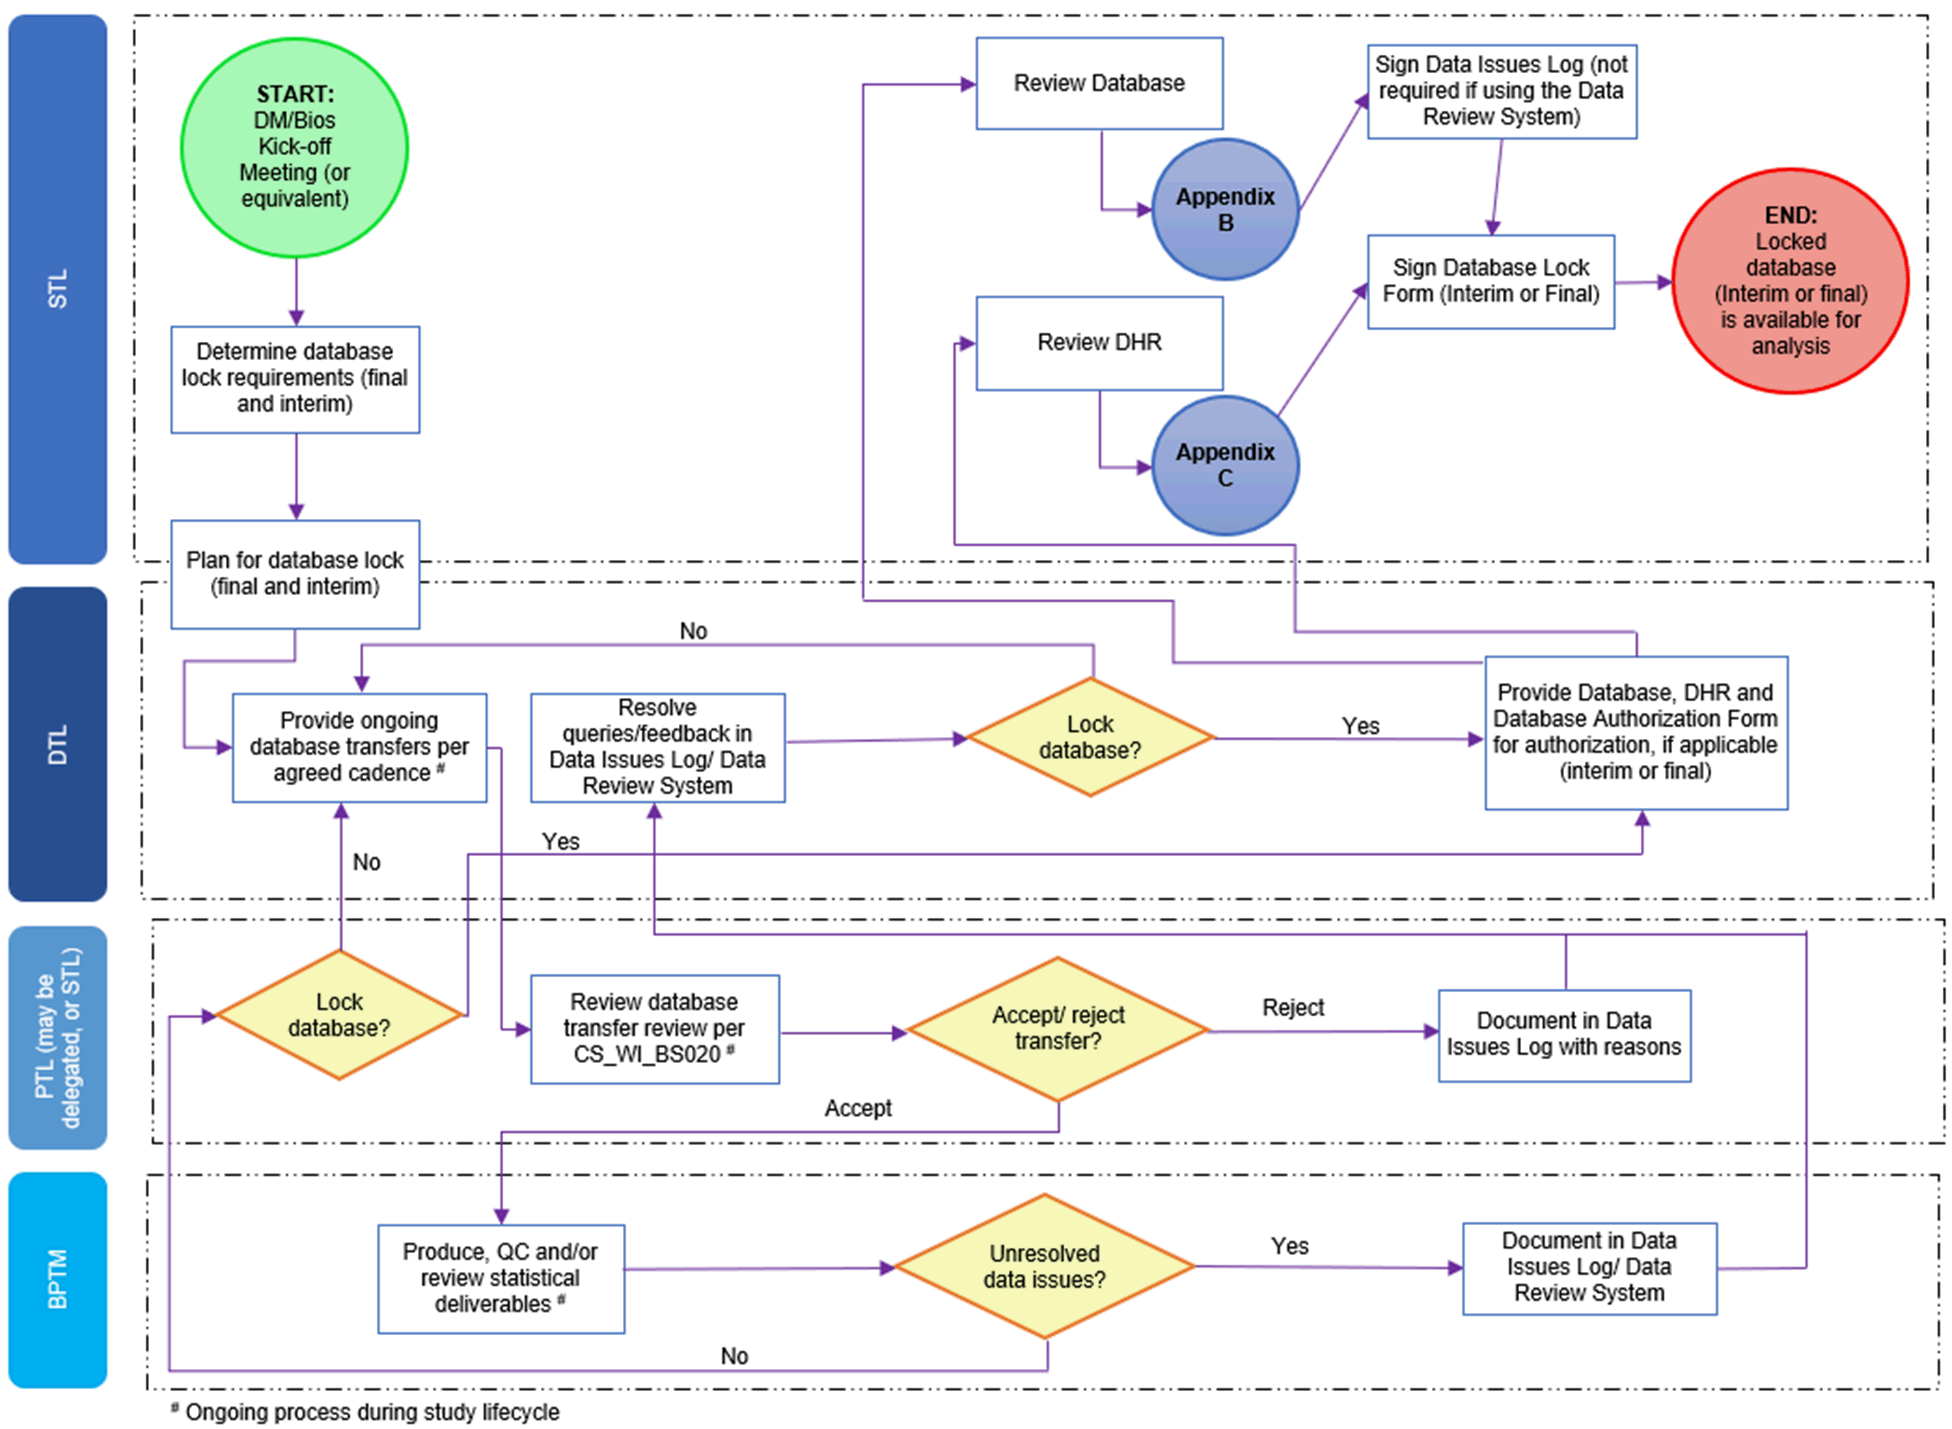 STL
START:
DM/Bios
Kick-off
Meeting (or
equivalent)
Determine database
lock requirements (final
and interim)
Plan for database lock
(final and interim)
Review Database
Appendix
B
Sign Data Issues Log (not
required if using the Data
Review System)
Review DHR
Appendix
C
Sign Database Lock
Form (Interim or Final)
END:
Locked
database
(Interim or final)
is available for
analysis
DTL
No
Provide ongoing
database transfers per
agreed cadence #
Resolve
queries/feedback in
Data Issues Log/ Data
Review System
Lock
database?
Yes
Provide Database, DHR and
Database Authorization Form
for authorization, if applicable
(interim or final)
Yes
No
PTL (may be
delegated, or STL)
Lock
database?
Review database
transfer review per
CS_WI_BS020 #
Accept/ reject
transfer?
Reject
Document in Data
Issues Log with reasons
Accept
BPTM
Produce, QC and/or
review statistical
deliverables #
Unresolved
data issues?
Yes
Document in Data
Issues Log/ Data
Review System
No
# Ongoing process during study lifecycle